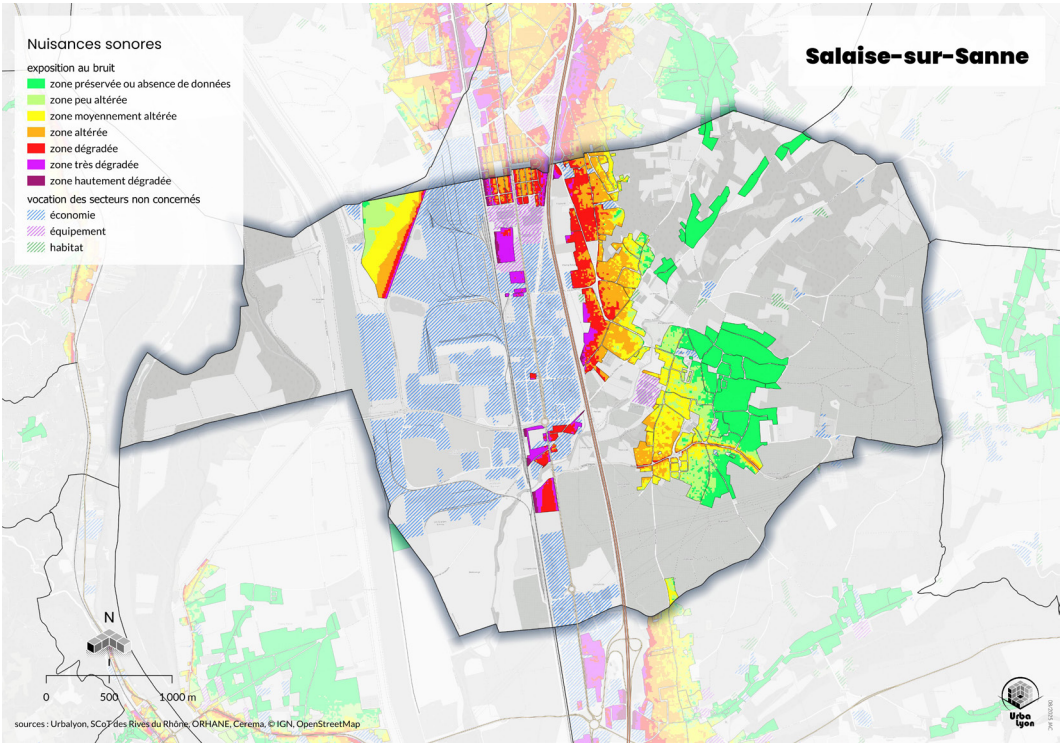 Nuisances sonores
exposition au bruit
zone préservée ou absence de données
zone peu altérée
zone moyennement altérée
zone altérée
zone dégradée
zone très dégradée
zone hautement dégradée
vocation des secteurs non concernés
économie
équipement
habitat
Salaise-sur-Sanne
N
0 500 1 000 m
sources : Urbalyon, SCoT des Rives du Rhône, ORHANE, Cerema, © IGN, OpenStreetMap
Urba
Lyon